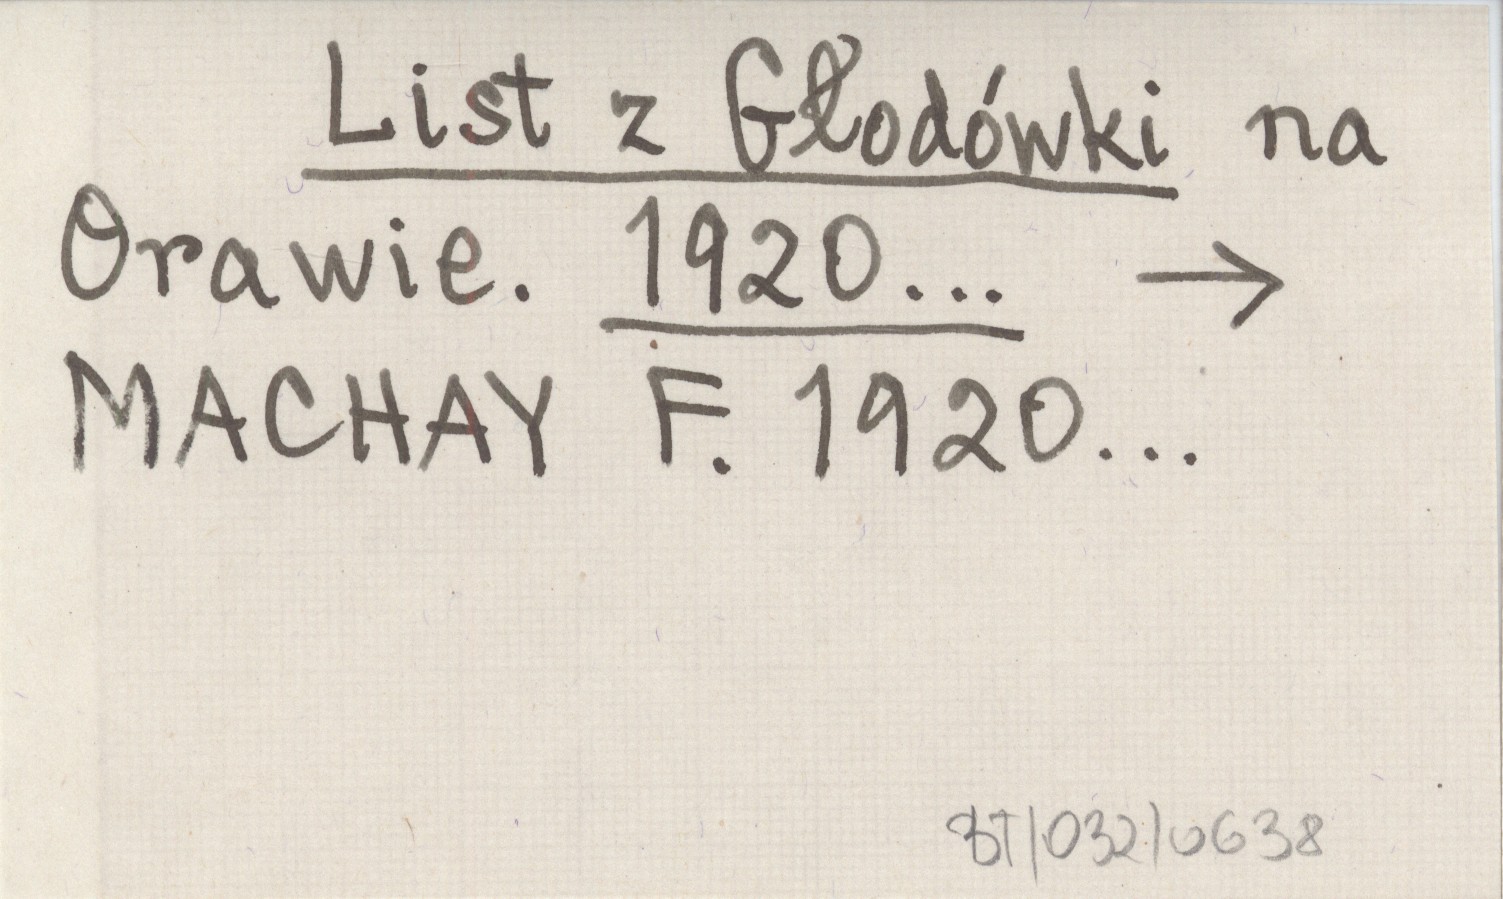 List z Głodówki na
Orawie. 1920... →
MACHAY F. 1920...
BT/032/0638